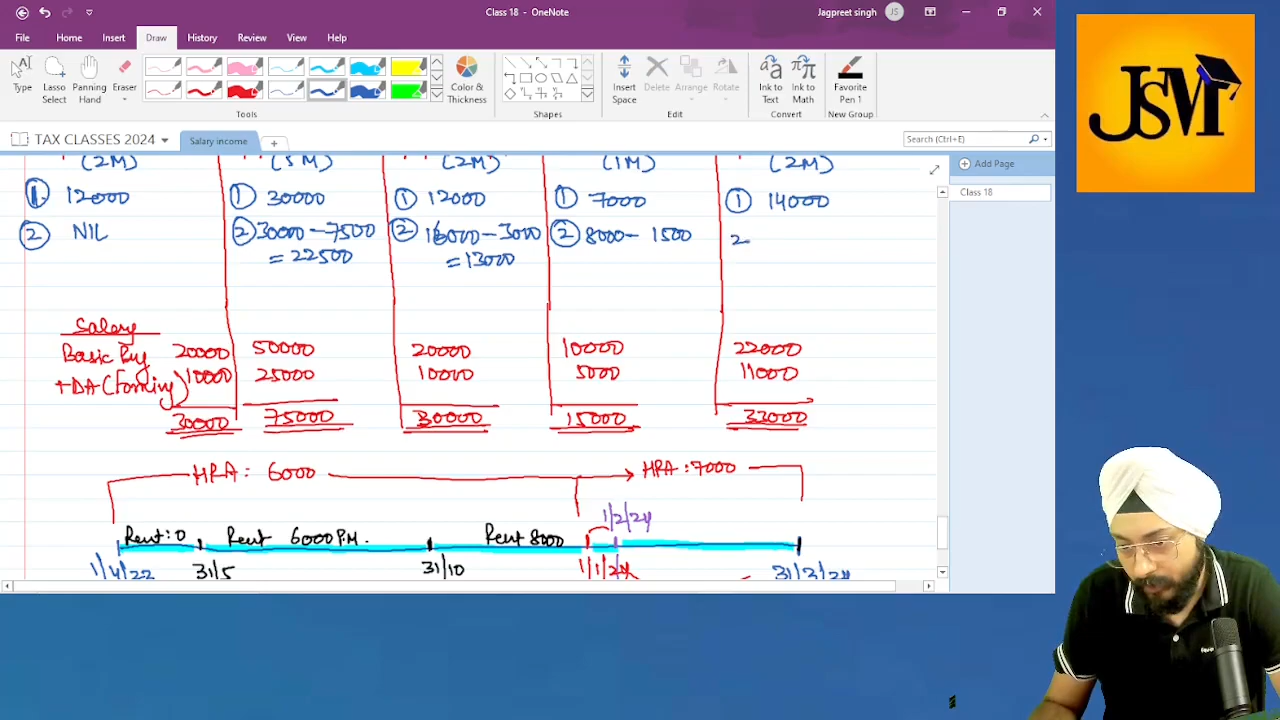 Class 18 - OneNote
Jagpreet singh JS
File Home Insert Draw History Review View Help
Type Lasso Select Panning Hand Eraser
Color & Thickness
Insert Space Delete Arrange Rotate Ink to Text Ink to Math Favorite Pen 1
Tools Shapes Edit Convert New Group
TAX CLASSES 2024 Salary income Search (Ctrl+E)
Add Page
Class 18
(2M) (5M) (2M) (1M) (2M)
1 12000 1 30000 1 12000 1 7000 1 14000
2 NIL 2 30000 - 7500 2 16000 - 3000 2 8000 - 1500 2
= 22500 = 13000
Salary
Basic Pay 20000 50000 20000 10000 22000
+DA (Forming) 10000 25000 10000 5000 11000
30000 75000 30000 15000 33000
HRA : 6000 HRA : 7000
1/2/24
Rent : 0 Rent 6000 PM. Rent 8000
1/4/22 31/5 31/10 1/1/24 31/3/24
JSM